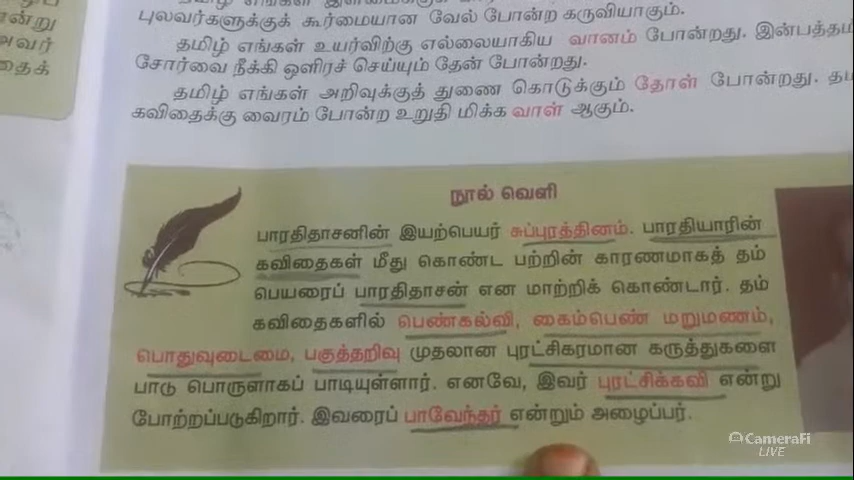 புலவர்களுக்குக் கூர்மையான வேல் போன்ற கருவியாகும்.
தமிழ் எங்கள் உயர்விற்கு எல்லையாகிய வானம் போன்றது. இன்பத்தம்
சோர்வை நீக்கி ஒளிரச் செய்யும் தேன் போன்றது.
தமிழ் எங்கள் அறிவுக்குத் துணை கொடுக்கும் தோள் போன்றது. தம
கவிதைக்கு வைரம் போன்ற உறுதி மிக்க வாள் ஆகும்.
நூல் வெளி
பாரதிதாசனின் இயற்பெயர் சுப்புரத்தினம். பாரதியாரின்
கவிதைகள் மீது கொண்ட பற்றின் காரணமாகத் தம்
பெயரைப் பாரதிதாசன் என மாற்றிக் கொண்டார். தம்
கவிதைகளில் பெண்கல்வி, கைம்பெண் மறுமணம்,
பொதுவுடைமை, பகுத்தறிவு முதலான புரட்சிகரமான கருத்துகளை
பாடு பொருளாகப் பாடியுள்ளார். எனவே, இவர் புரட்சிக்கவி என்று
போற்றப்படுகிறார். இவரைப் பாவேந்தர் என்றும் அழைப்பர்.
CameraFi
LIVE